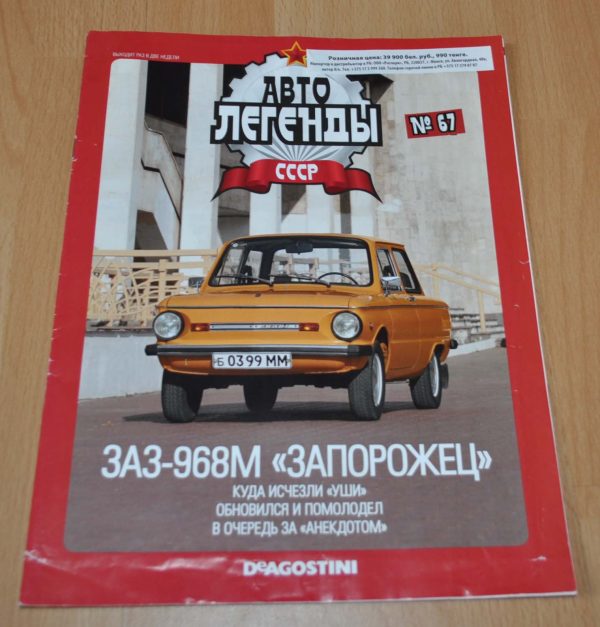 ВЫХОДИТ РАЗ В ДВЕ НЕДЕЛИ
Розничная цена: 39 900 бел. руб., 990 тенге.
АВТО
ЛЕГЕНДЫ
СССР
№ 67
Б 0399 ММ
ЗАЗ-968М «ЗАПОРОЖЕЦ»
КУДА ИСЧЕЗЛИ «УШИ»
ОБНОВИЛСЯ И ПОМОЛОДЕЛ
В ОЧЕРЕДЬ ЗА «АНЕКДОТОМ»
DeAGOSTINI